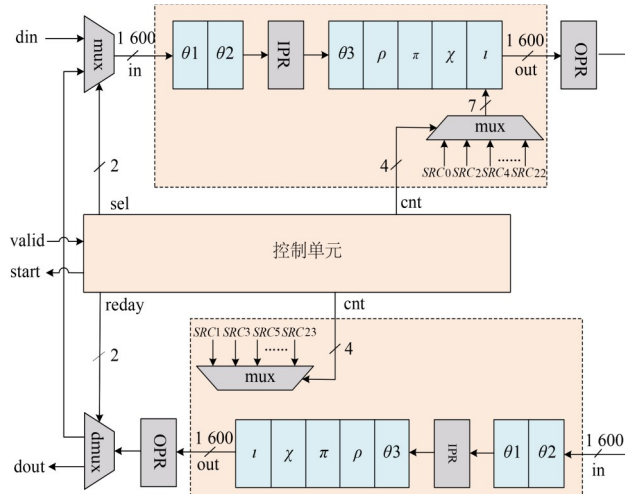 din
mux
1 600
in
θ1 θ2
IPR
θ3 ρ π χ ι
1 600
out
OPR
7
mux
4
SRC0 SRC2 SRC4 ...... SRC22
2
sel
cnt
valid
控制单元
start
reday
cnt
SRC1 SRC3 SRC5 ...... SRC23
2
4
mux
dmux
OPR
1 600
out
ι χ π ρ θ3
IPR
θ1 θ2
1 600
in
dout